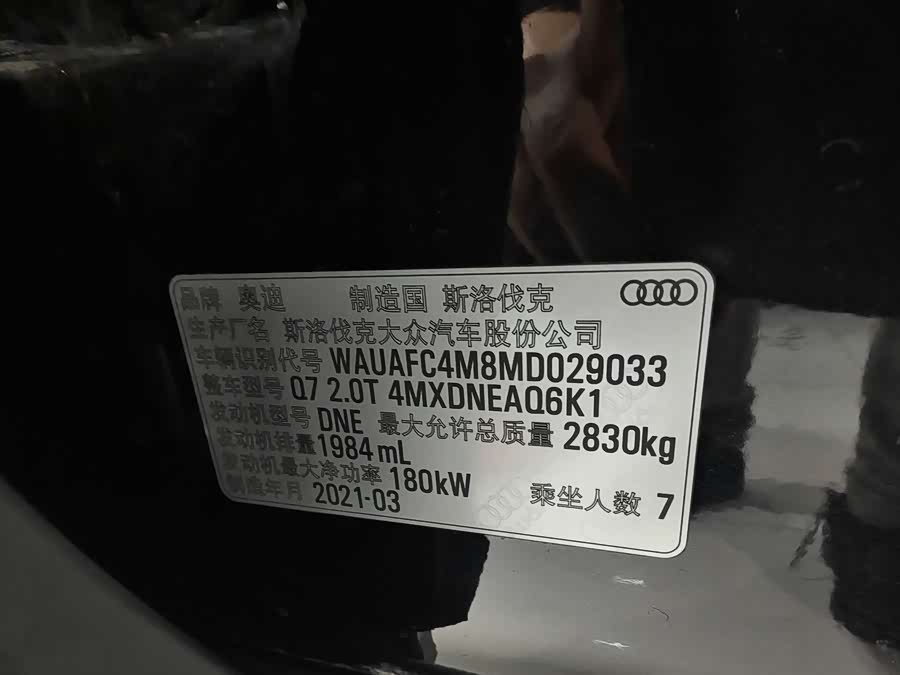 品牌 奥迪 制造国 斯洛伐克
生产厂名 斯洛伐克大众汽车股份公司
车辆识别代号 WAUAFC4M8MD029033
整车型号 Q7 2.0T 4MXDNEAQ6K1
发动机型号 DNE 最大允许总质量 2830kg
发动机排量 1984mL
发动机最大净功率 180kW 乘坐人数 7
制造年月 2021-03